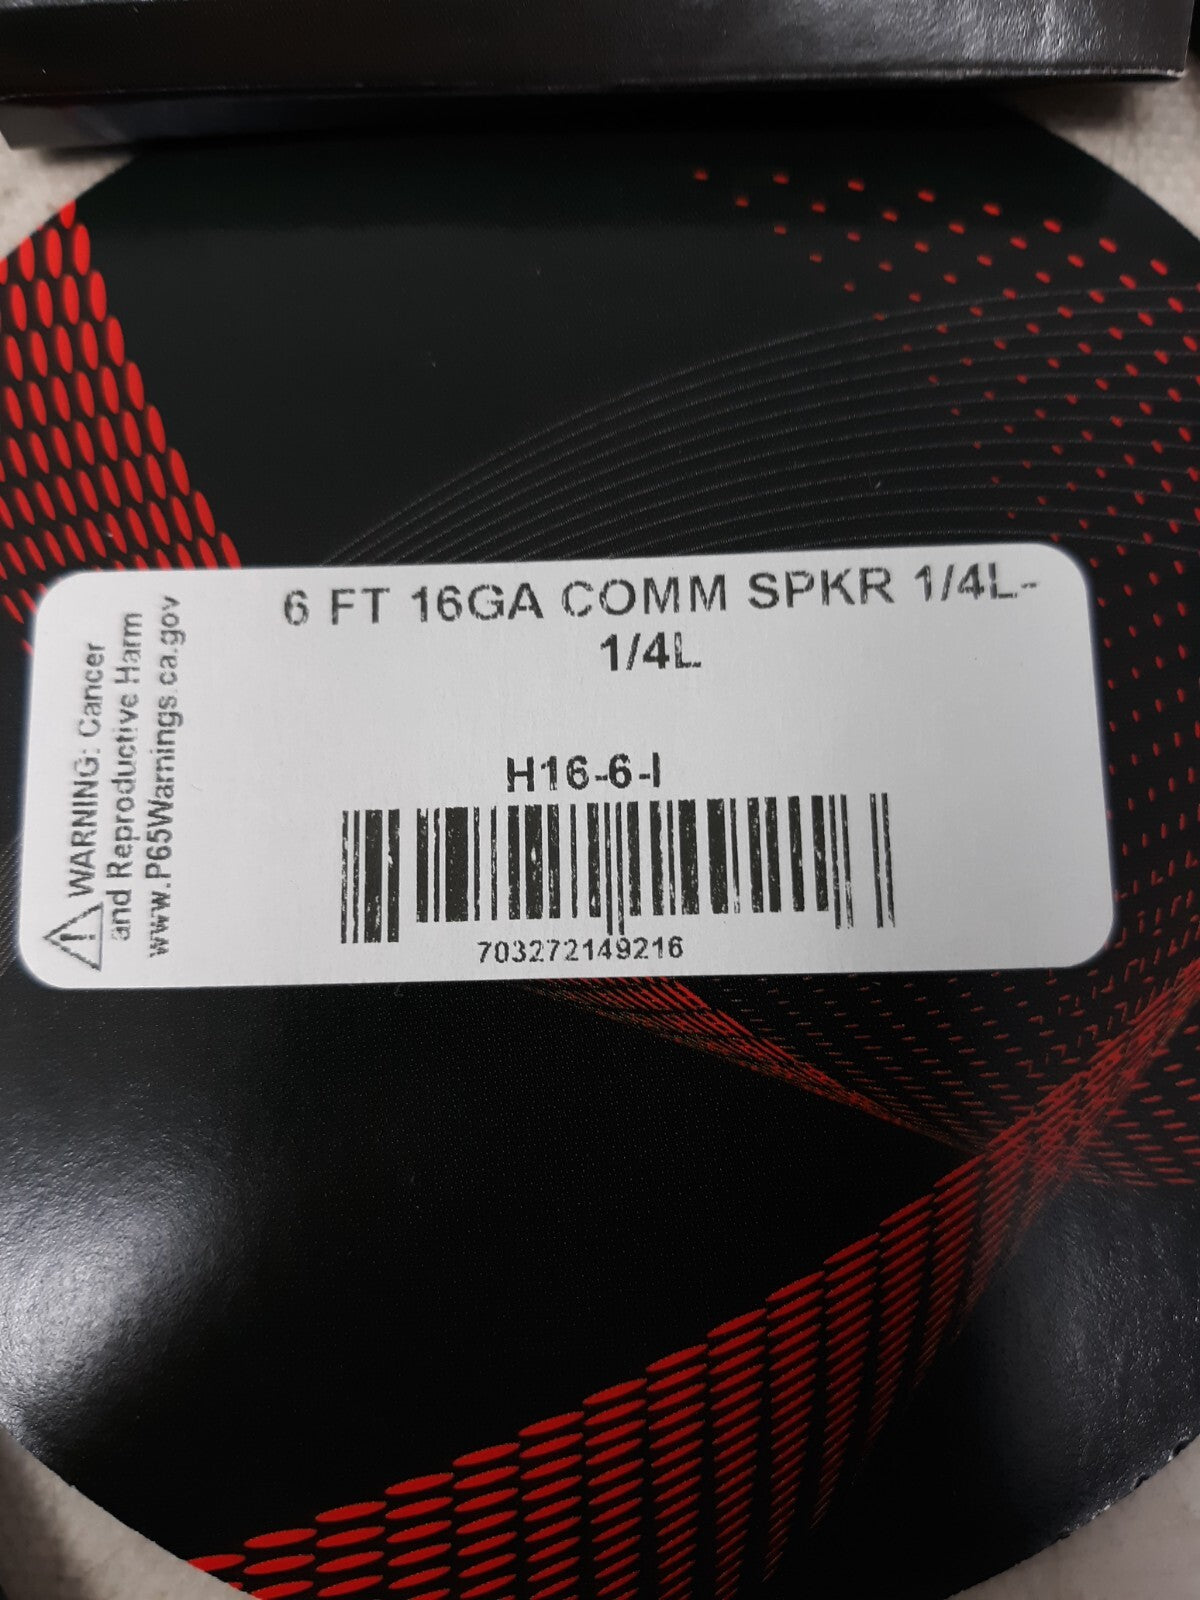 6 FT 16GA COMM SPKR 1/4L-
1/4L
H16-6-I
703272149216
WARNING: Cancer
and Reproductive Harm
www.P65Warnings.ca.gov